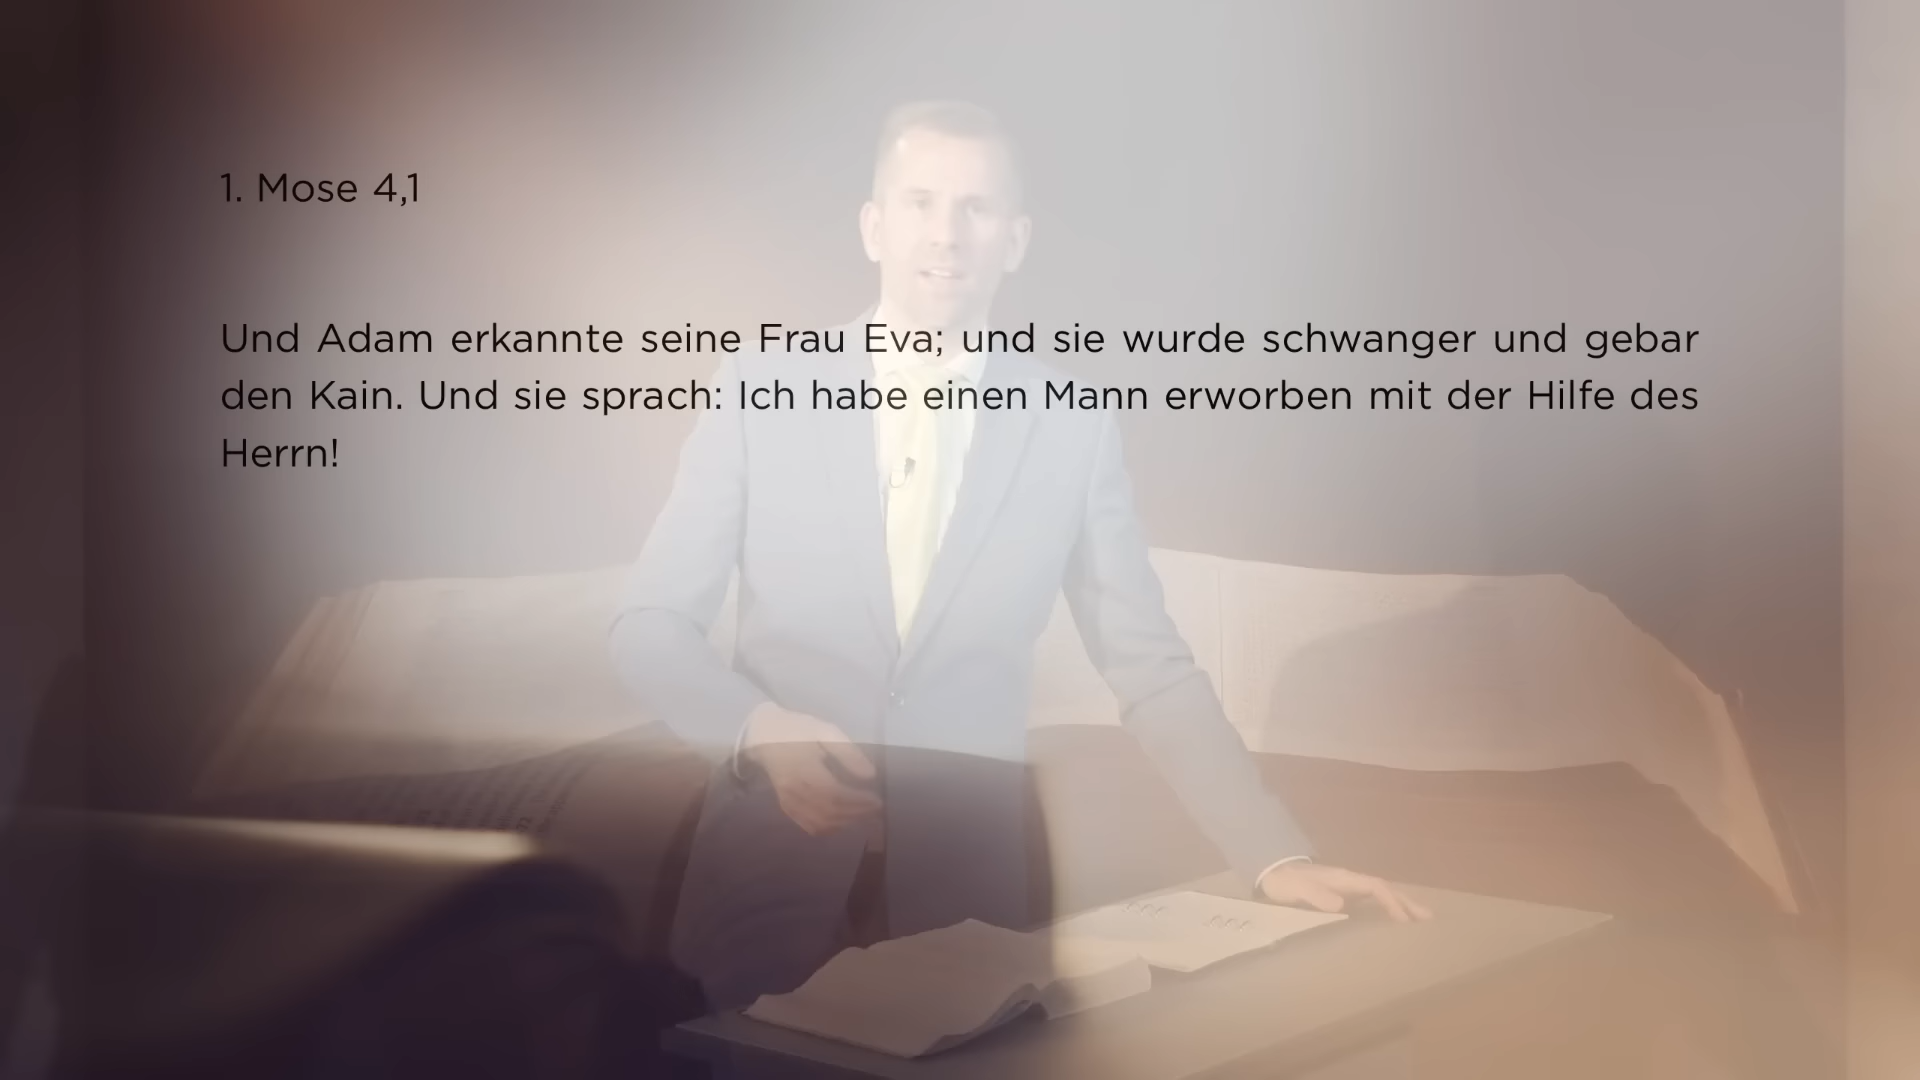 1. Mose 4,1
Und Adam erkannte seine Frau Eva; und sie wurde schwanger und gebar
den Kain. Und sie sprach: Ich habe einen Mann erworben mit der Hilfe des
Herrn!